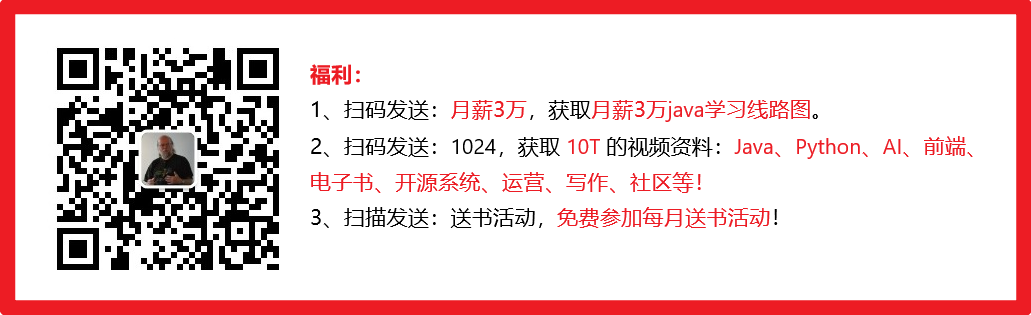 福利：
1、扫码发送：月薪3万，获取月薪3万java学习线路图。
2、扫码发送：1024，获取 10T 的视频资料：Java、Python、AI、前端、
电子书、开源系统、运营、写作、社区等！
3、扫描发送：送书活动，免费参加每月送书活动！